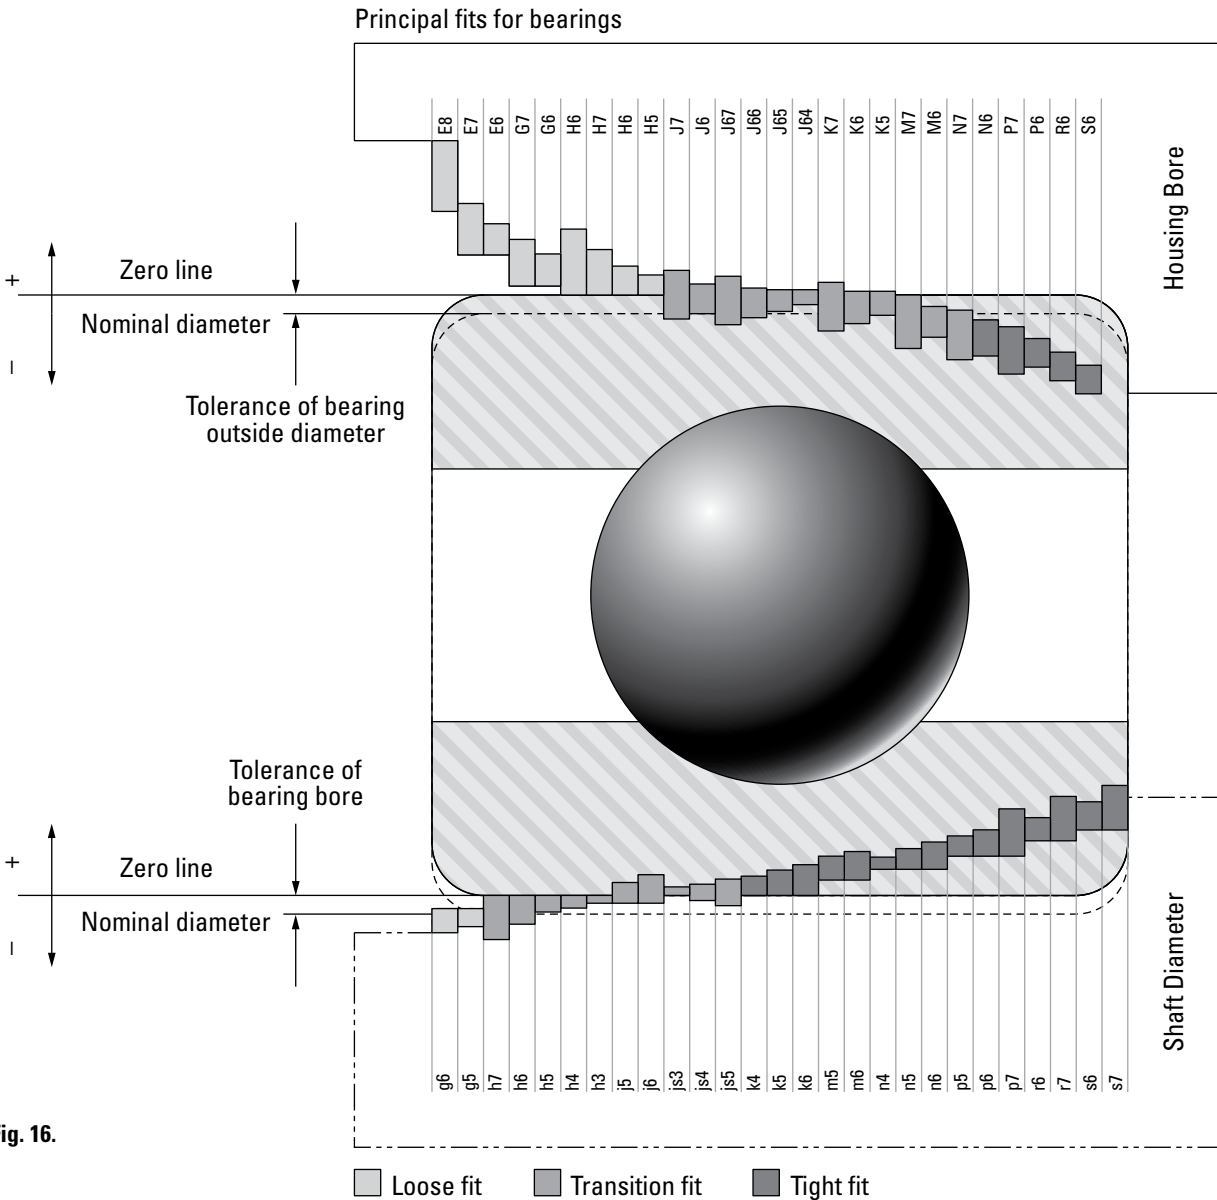 Principal fits for bearings
E8
E7
E6
G7
G6
H6
H7
H6
H5
J7
J6
J67
J66
J65
J64
K7
K6
K5
M7
M6
N7
N6
P7
P6
R6
S6
Housing Bore
+
Zero line
Nominal diameter
–
Tolerance of bearing
outside diameter
Tolerance of
bearing bore
+
Zero line
Nominal diameter
–
Shaft Diameter
g6
g5
h7
h6
h5
h4
h3
j5
j6
js3
js4
js5
k4
k5
k6
m5
m6
n4
n5
n6
p5
p6
p7
r6
r7
s6
s7
ig. 16.
Loose fit
Transition fit
Tight fit